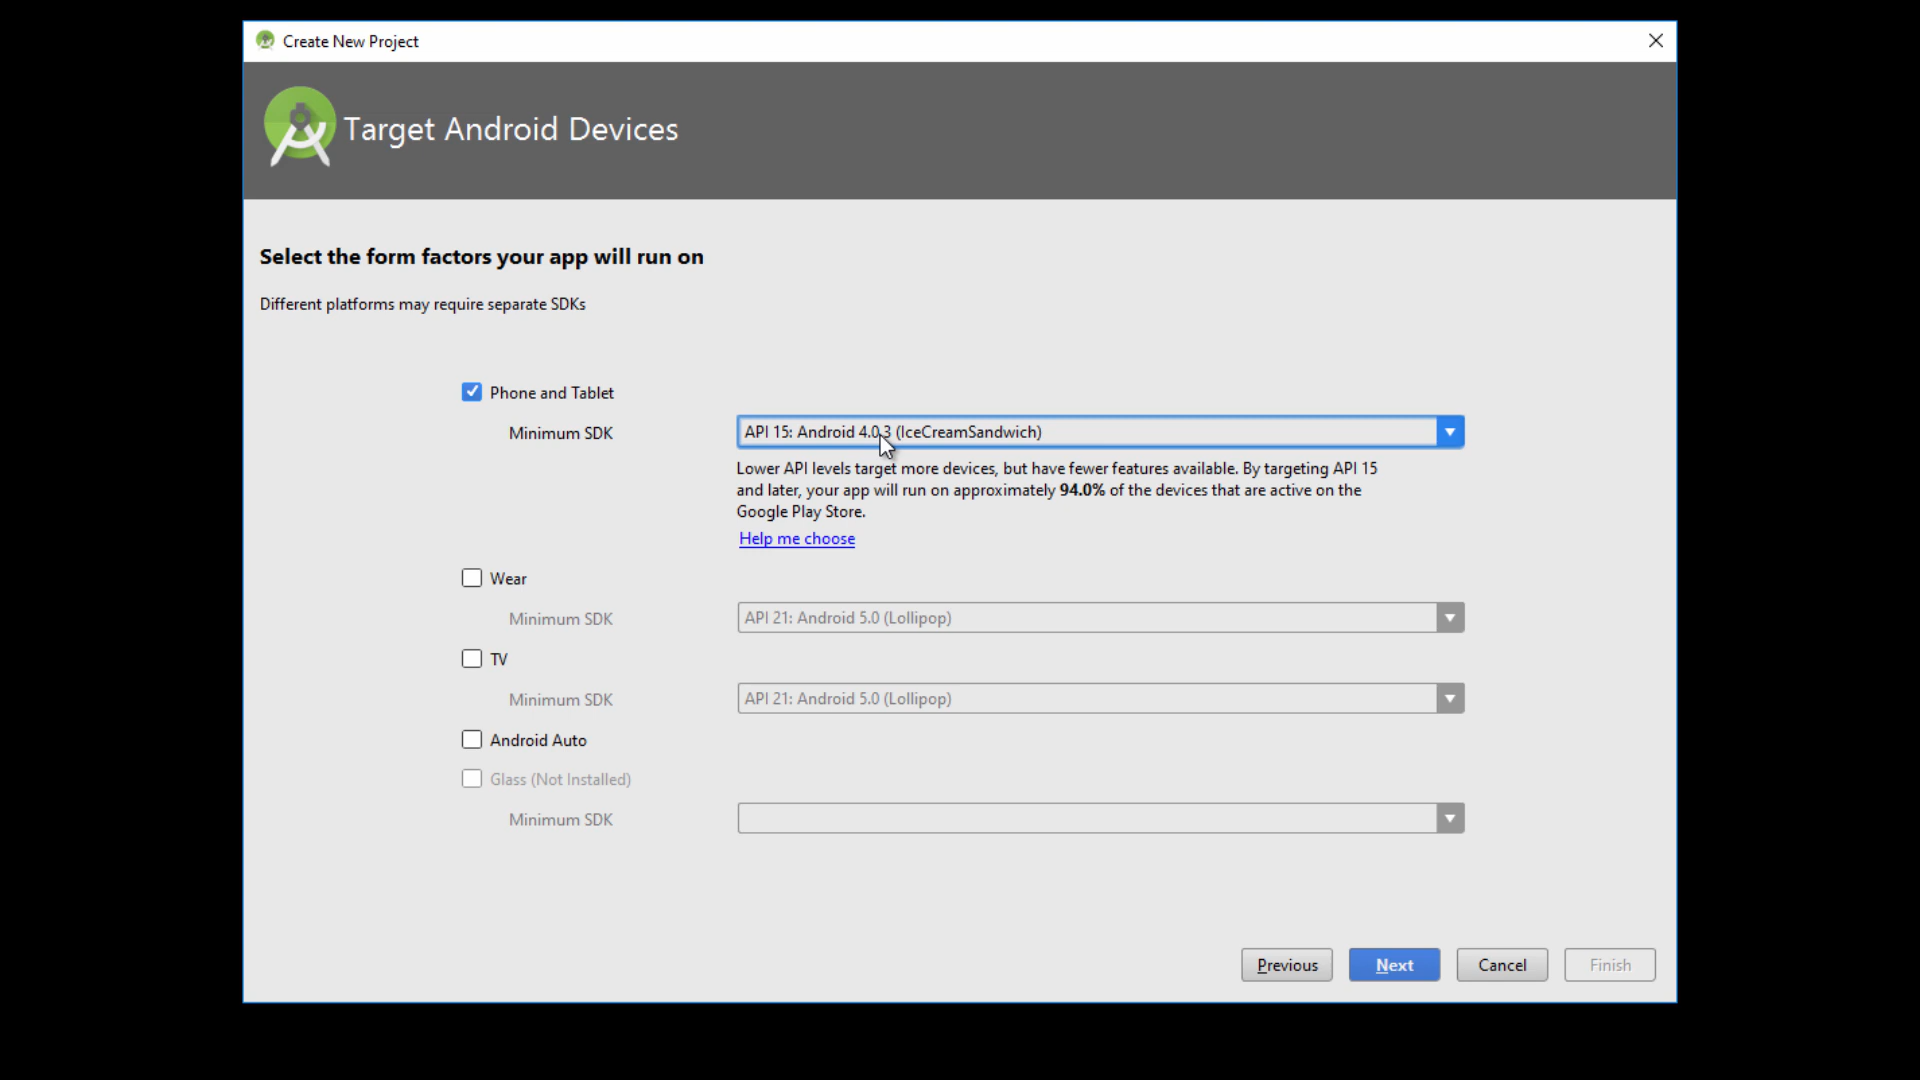 Create New Project
Target Android Devices
Select the form factors your app will run on
Different platforms may require separate SDKs
Phone and Tablet
Minimum SDK
API 15: Android 4.0.3 (IceCreamSandwich)
Lower API levels target more devices, but have fewer features available. By targeting API 15
and later, your app will run on approximately 94.0% of the devices that are active on the
Google Play Store.
Help me choose
Wear
Minimum SDK
API 21: Android 5.0 (Lollipop)
TV
Minimum SDK
API 21: Android 5.0 (Lollipop)
Android Auto
Glass (Not Installed)
Minimum SDK
Previous
Next
Cancel
Finish